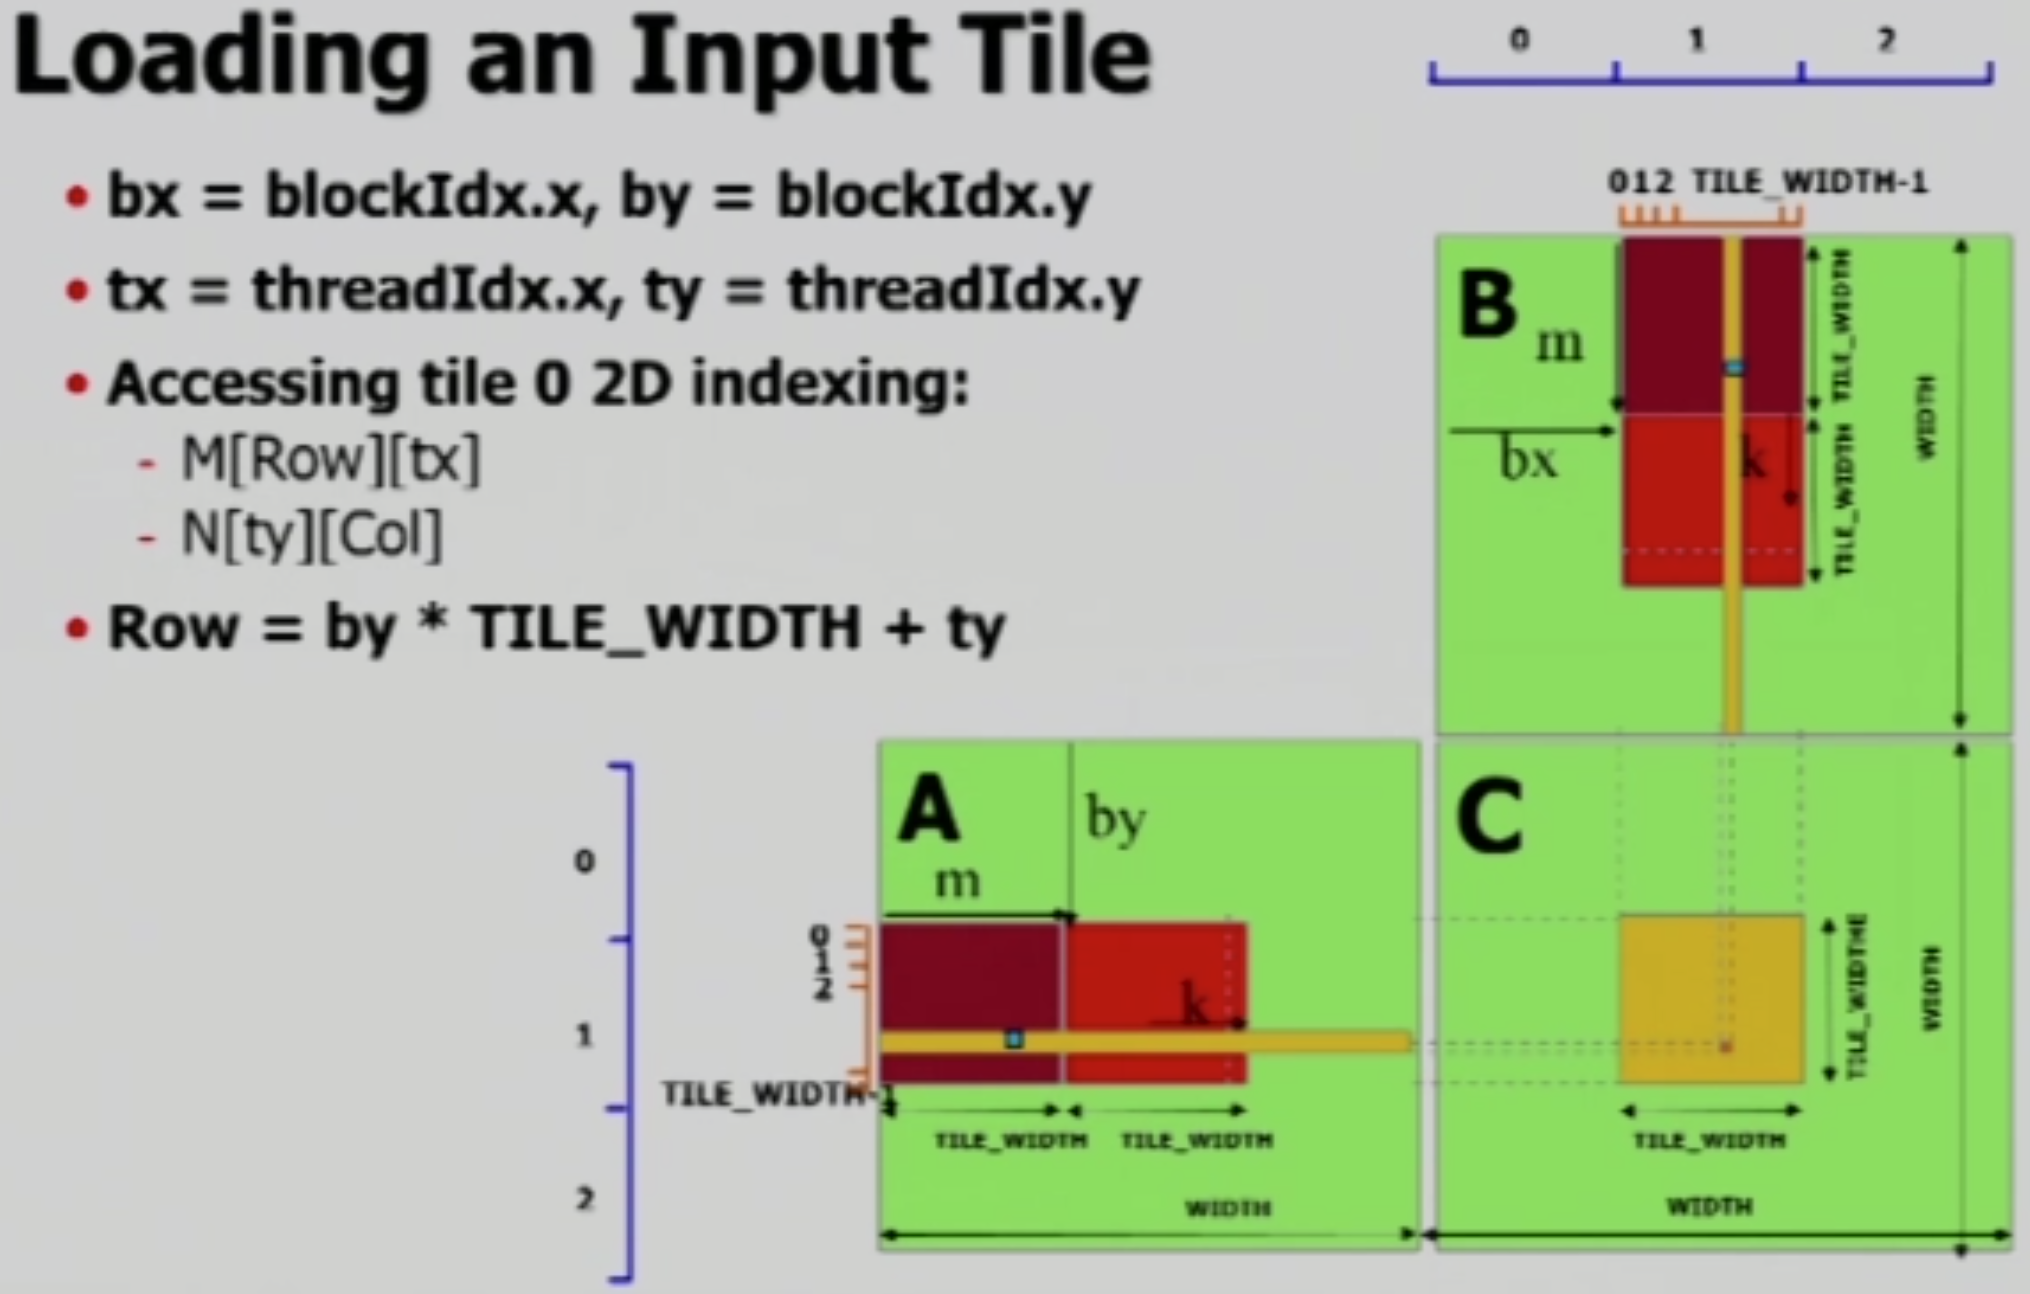 Loading an Input Tile
• bx = blockIdx.x, by = blockIdx.y
• tx = threadIdx.x, ty = threadIdx.y
• Accessing tile 0 2D indexing:
- M[Row][tx]
- N[ty][Col]
• Row = by * TILE_WIDTH + ty
0 1 2
012 TILE_WIDTH-1
B
m
bx
k
TILE_WIDTH
TILE_WIDTH
WIDTH
0
1
2
0
1
2
TILE_WIDTH-1
A
by
m
k
TILE_WIDTH TILE_WIDTH
WIDTH
C
TILE_WIDTHE
WIDTH
TILE_WIDTH
WIDTH